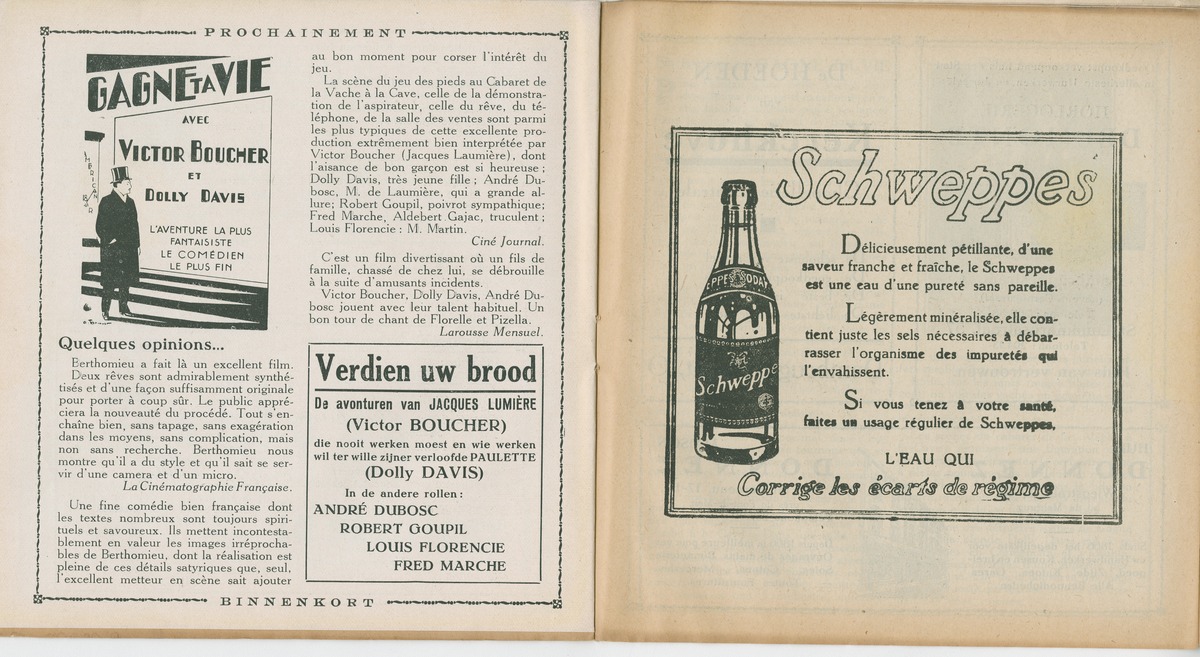 PROCHAINEMENT
GAGNE TA VIE
AVEC
VICTOR BOUCHER
ET
DOLLY DAVIS
AMERICAN BAR
L'AVENTURE LA PLUS
FANTAISISTE
LE COMÉDIEN
LE PLUS FIN
Quelques opinions...
Berthomieu a fait là un excellent film.
Deux rêves sont admirablement synthé-
tisés et d'une façon suffisamment originale
pour porter à coup sûr. Le public appré-
ciera la nouveauté du procédé. Tout s'en-
chaîne bien, sans tapage, sans exagération
dans les moyens, sans complication, mais
non sans recherche. Berthomieu nous
montre qu'il a du style et qu'il sait se ser-
vir d'une camera et d'un micro.
La Cinématographie Française.
Une fine comédie bien française dont
les textes nombreux sont toujours spiri-
tuels et savoureux. Ils mettent incontesta-
blement en valeur les images irréprocha-
bles de Berthomieu, dont la réalisation est
pleine de ces détails satyriques que, seul,
l'excellent metteur en scène sait ajouter
au bon moment pour corser l'intérêt du
jeu.
La scène du jeu des pieds au Cabaret de
la Vache à la Cave, celle de la démonstra-
tion de l'aspirateur, celle du rêve, du té-
léphone, de la salle des ventes sont parmi
les plus typiques de cette excellente pro-
duction extrêmement bien interprétée par
Victor Boucher (Jacques Laumière), dont
l'aisance de bon garçon est si heureuse ;
Dolly Davis, très jeune fille ; André Du-
bosc, M. de Laumière, qui a grande al-
lure; Robert Goupil, poivrot sympathique;
Fred Marche, Aldebert Gajac, truculent ;
Louis Florencie : M. Martin.
Ciné Journal.
C'est un film divertissant où un fils de
famille, chassé de chez lui, se débrouille
à la suite d'amusants incidents.
Victor Boucher, Dolly Davis, André Du-
bosc jouent avec leur talent habituel. Un
bon tour de chant de Florelle et Pizella.
Larousse Mensuel.
Verdien uw brood
De avonturen van JACQUES LUMIÈRE
(Victor BOUCHER)
die nooit werken moest en wie werken
wil ter wille zijner verloofde PAULETTE
(Dolly DAVIS)
In de andere rollen :
ANDRÉ DUBOSC
ROBERT GOUPIL
LOUIS FLORENCIE
FRED MARCHE
BINNENKORT
Schweppes
EPPE'S SODA
Schweppe
Délicieusement pétillante, d'une
saveur franche et fraîche, le Schweppes
est une eau d'une pureté sans pareille.
Légêrement minéralisée, elle con-
tient juste les sels nécessaires à débar-
rasser l'organisme des impuretés qui
l'envahissent.
Si vous tenez à votre santé,
faites un usage régulier de Schweppes,
L'EAU QUI
Corrige les écarts de régime